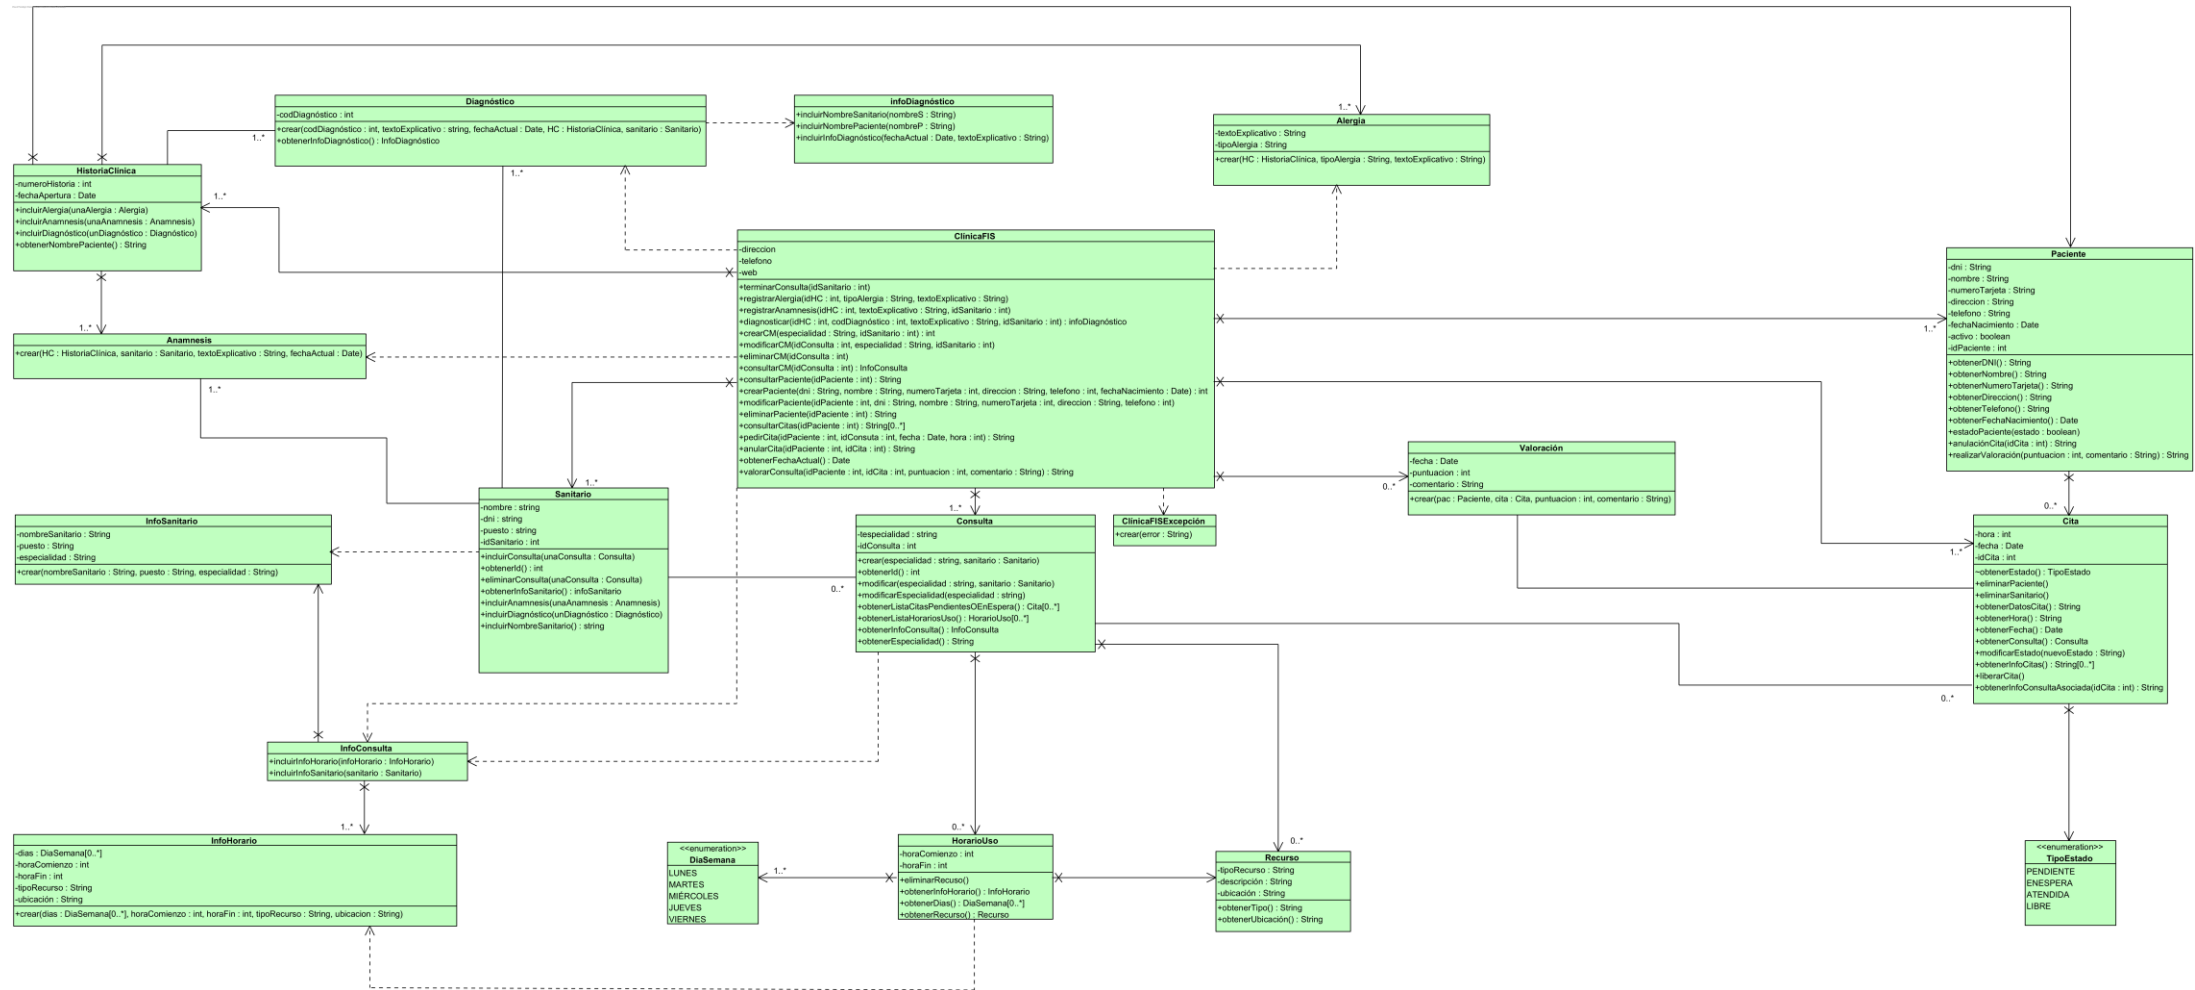 Diagnóstico
-codDiagnóstico : int
+crear(codDiagnóstico : int, textoExplicativo : string, fechaActual : Date, HC : HistoriaClínica, sanitario : Sanitario)
+obtenerInfoDiagnóstico() : InfoDiagnóstico
1..*
1..*
infoDiagnóstico
+incluirNombreSanitario(nombreS : String)
+incluirNombrePaciente(nombreP : String)
+incluirInfoDiagnóstico(fechaActual : Date, textoExplicativo : String)
1..*
Alergia
-textoExplicativo : String
-tipoAlergia : String
+crear(HC : HistoriaClínica, tipoAlergia : String, textoExplicativo : String)
HistoriaClínica
-numeroHistoria : int
-fechaApertura : Date
+incluirAlergia(unaAlergia : Alergia)
+incluirAnamnesis(unaAnamnesis : Anamnesis)
+incluirDiagnóstico(unDiagnóstico : Diagnóstico)
+obtenerNombrePaciente() : String
1..*
ClínicaFIS
-direccion
-telefono
-web
+terminarConsulta(idSanitario : int)
+registrarAlergia(idHC : int, tipoAlergia : String, textoExplicativo : String)
+registrarAnamnesis(idHC : int, textoExplicativo : String, idSanitario : int)
+diagnosticar(idHC : int, codDiagnóstico : int, textoExplicativo : String, idSanitario : int) : infoDiagnóstico
+crearCM(especialidad : String, idSanitario : int) : int
+modificarCM(idConsulta : int, especialidad : String, idSanitario : int)
+eliminarCM(idConsulta : int)
+consultarCM(idConsulta : int) : InfoConsulta
+consultarPaciente(idPaciente : int) : String
+crearPaciente(dni : String, nombre : String, numeroTarjeta : int, direccion : String, telefono : int, fechaNacimiento : Date) : int
+modificarPaciente(idPaciente : int, dni : String, nombre : String, numeroTarjeta : int, direccion : String, telefono : int)
+eliminarPaciente(idPaciente : int) : String
+consultarCitas(idPaciente : int) : String[0..*]
+pedirCita(idPaciente : int, idConsuta : int, fecha : Date, hora : int) : String
+anularCita(idPaciente : int, idCita : int) : String
+obtenerFechaActual() : Date
+valorarConsulta(idPaciente : int, idCita : int, puntuacion : int, comentario : String) : String
1..*
Paciente
-dni : String
-nombre : String
-numeroTarjeta : String
-direccion : String
-telefono : String
-fechaNacimiento : Date
-activo : boolean
-idPaciente : int
+obtenerDNI() : String
+obtenerNombre() : String
+obtenerNumeroTarjeta() : String
+obtenerDireccion() : String
+obtenerTelefono() : String
+obtenerFechaNacimiento() : Date
+estadoPaciente(estado : boolean)
+anulaciónCita(idCita : int) : String
+realizarValoración(puntuacion : int, comentario : String) : String
1..*
Anamnesis
+crear(HC : HistoriaClínica, sanitario : Sanitario, textoExplicativo : String, fechaActual : Date)
1..*
Valoración
-fecha : Date
-puntuacion : int
-comentario : String
+crear(pac : Paciente, cita : Cita, puntuacion : int, comentario : String)
0..*
1..*
Sanitario
-nombre : string
-dni : string
-puesto : string
-idSanitario : int
+incluirConsulta(unaConsulta : Consulta)
+obtenerId() : int
+eliminarConsulta(unaConsulta : Consulta)
+obtenerInfoSanitario() : infoSanitario
+incluirAnamnesis(unaAnamnesis : Anamnesis)
+incluirDiagnóstico(unDiagnóstico : Diagnóstico)
+incluirNombreSanitario() : string
InfoSanitario
-nombreSanitario : String
-puesto : String
-especialidad : String
+crear(nombreSanitario : String, puesto : String, especialidad : String)
1..*
Consulta
-tespecialidad : string
-idConsulta : int
+crear(especialidad : string, sanitario : Sanitario)
+obtenerId() : int
+modificar(especialidad : string, sanitario : Sanitario)
+modificarEspecialidad(especialidad : string)
+obtenerListaCitasPendientesOEnEspera() : Cita[0..*]
+obtenerListaHorariosUso() : HorarioUso[0..*]
+obtenerInfoConsulta() : InfoConsulta
+obtenerEspecialidad() : String
0..*
ClínicaFISExcepción
+crear(error : String)
0..*
1..*
Cita
-hora : int
-fecha : Date
-idCita : int
~obtenerEstado() : TipoEstado
+eliminarPaciente()
+eliminarSanitario()
+obtenerDatosCita() : String
+obtenerHora() : String
+obtenerFecha() : Date
+obtenerConsulta() : Consulta
+modificarEstado(nuevoEstado : String)
+obtenerInfoCitas() : String[0..*]
+liberarCita()
+obtenerInfoConsultaAsociada(idCita : int) : String
0..*
InfoConsulta
+incluirInfoHorario(infoHorario : InfoHorario)
+incluirInfoSanitario(sanitario : Sanitario)
1..*
InfoHorario
-dias : DiaSemana[0..*]
-horaComienzo : int
-horaFin : int
-tipoRecurso : String
-ubicación : String
+crear(dias : DiaSemana[0..*], horaComienzo : int, horaFin : int, tipoRecurso : String, ubicacion : String)
<<enumeration>>
DiaSemana
LUNES
MARTES
MIÉRCOLES
JUEVES
VIERNES
1..*
0..*
HorarioUso
-horaComienzo : int
-horaFin : int
+eliminarRecuso()
+obtenerInfoHorario() : InfoHorario
+obtenerDias() : DiaSemana[0..*]
+obtenerRecurso() : Recurso
0..*
Recurso
-tipoRecurso : String
-descripción : String
-ubicación : String
+obtenerTipo() : String
+obtenerUbicación() : String
<<enumeration>>
TipoEstado
PENDIENTE
ENESPERA
ATENDIDA
LIBRE